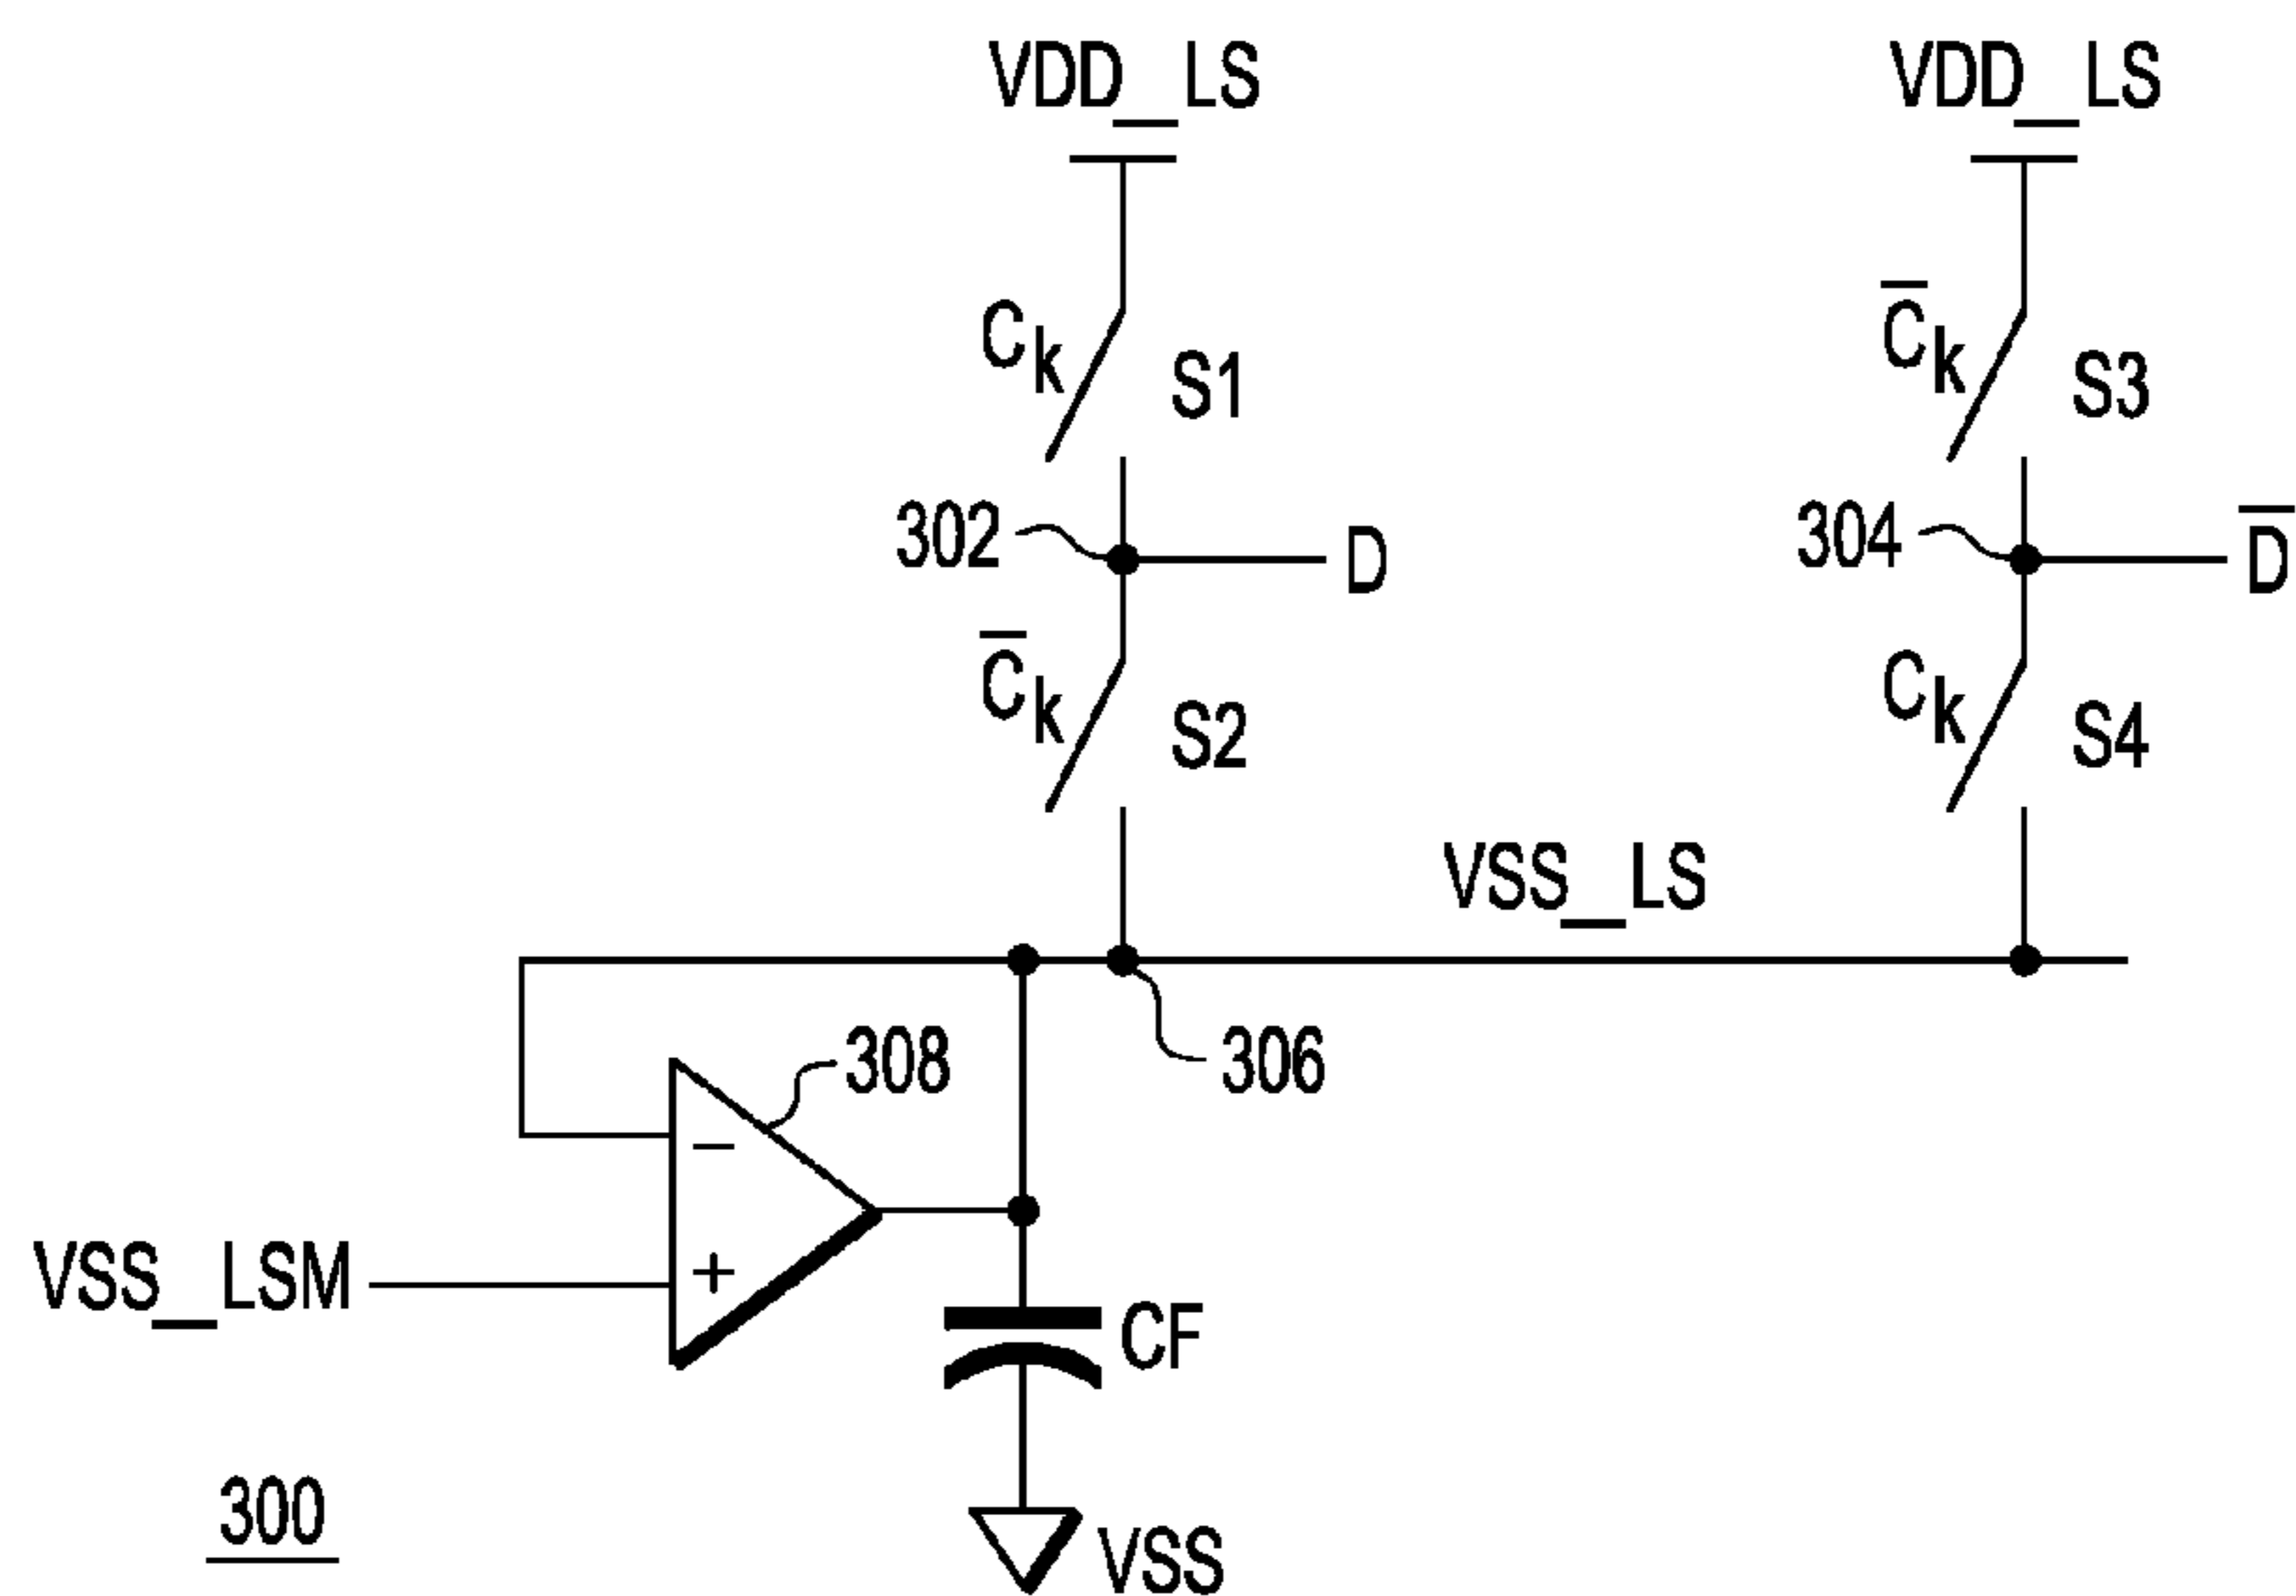 VDD_LS VDD_LS
Ck S1 C̅k S3
302 D 304 D̅
C̅k S2 Ck S4
VSS_LS
308 306
−
+
VSS_LSM
CF
300
VSS